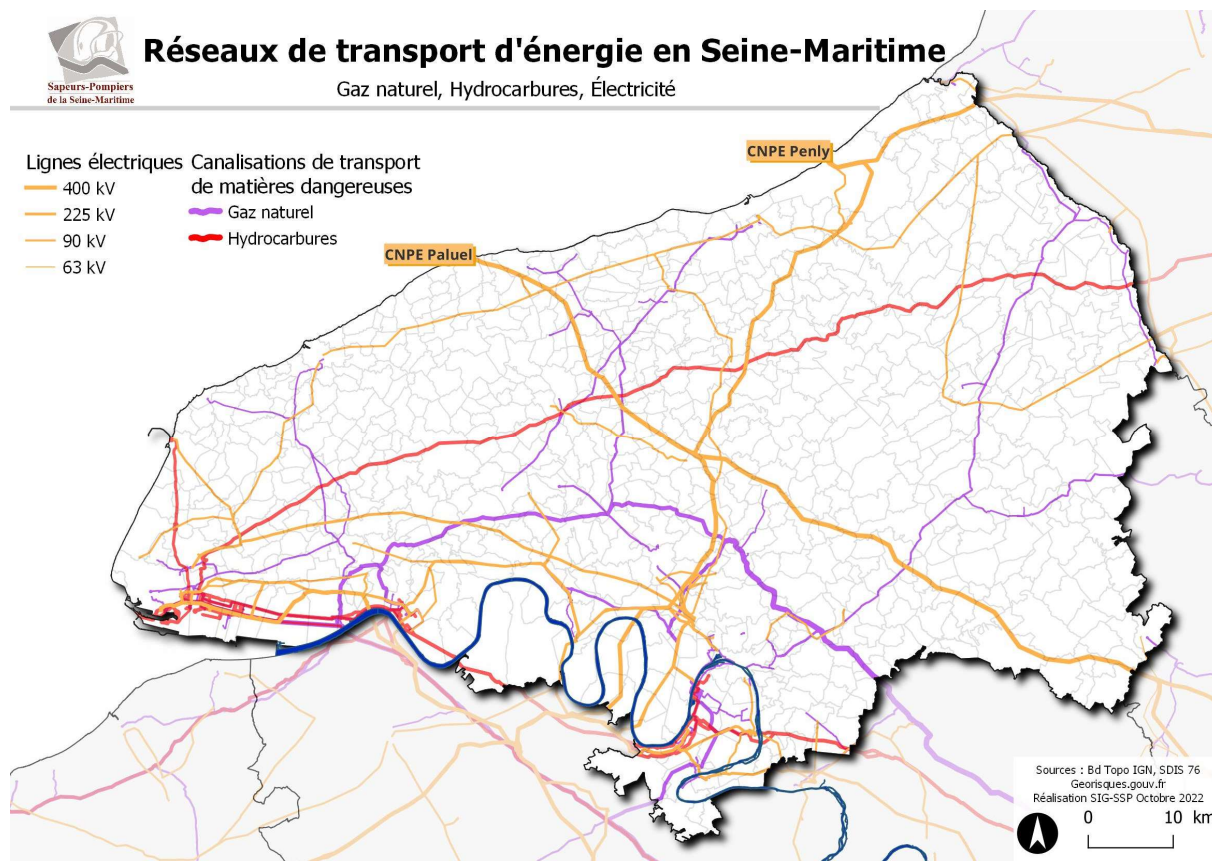 Réseaux de transport d'énergie en Seine-Maritime
Gaz naturel, Hydrocarbures, Électricité
Sapeurs-Pompiers
de la Seine-Maritime
Lignes électriques
400 kV
225 kV
90 kV
63 kV
Canalisations de transport
de matières dangereuses
Gaz naturel
Hydrocarbures
CNPE Penly
CNPE Paluel
Sources : Bd Topo IGN, SDIS 76
Georisques.gouv.fr
Réalisation SIG-SSP Octobre 2022
0 10 km